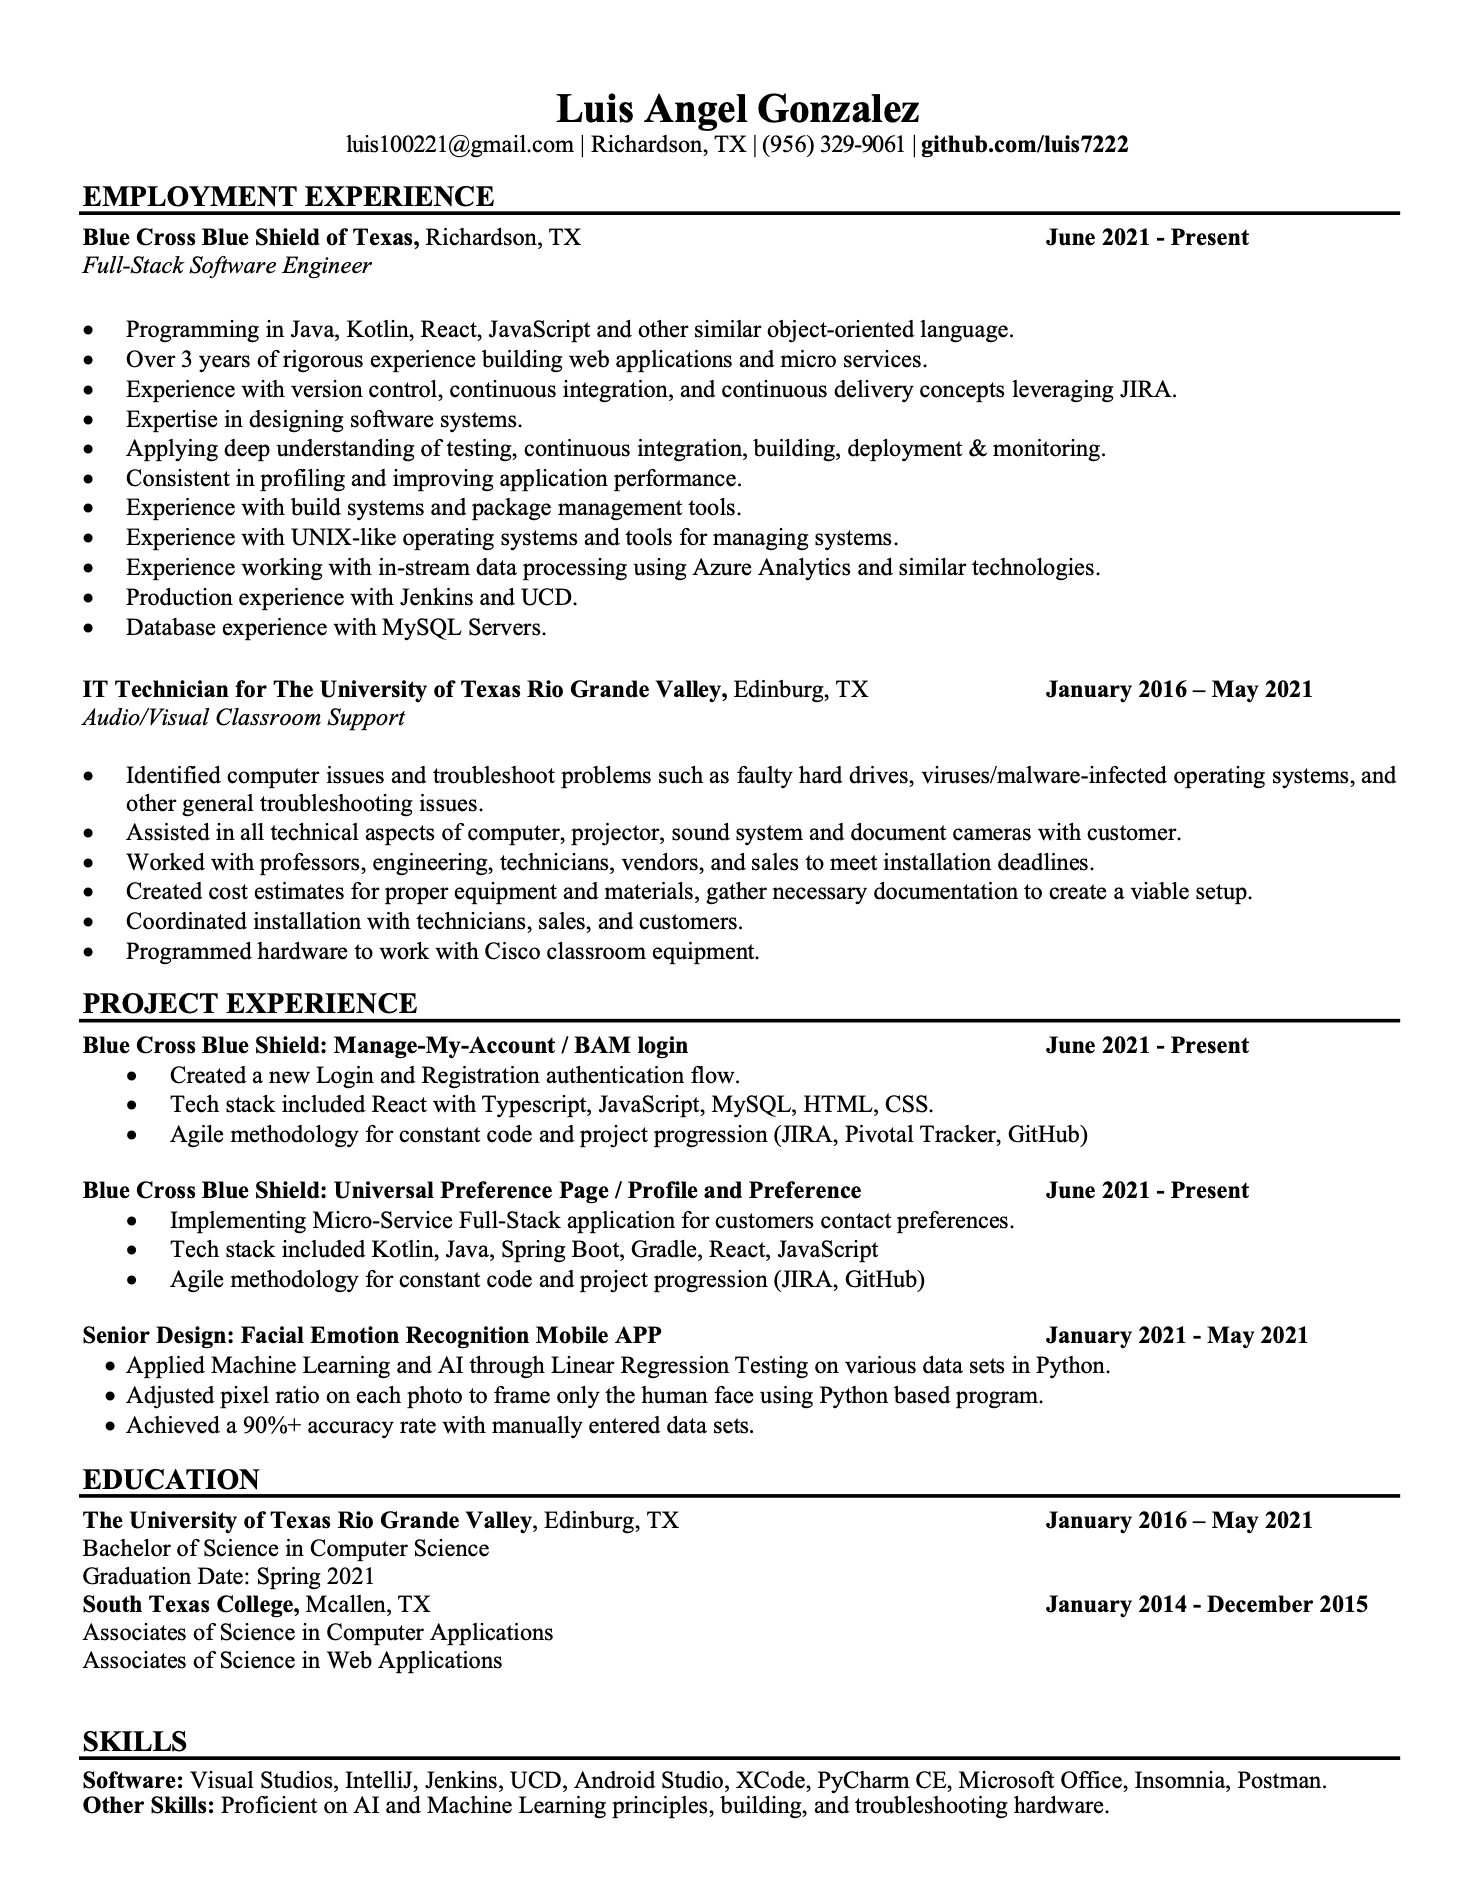 Luis Angel Gonzalez
luis100221@gmail.com | Richardson, TX | (956) 329-9061 | github.com/luis7222
EMPLOYMENT EXPERIENCE
Blue Cross Blue Shield of Texas, Richardson, TX June 2021 - Present
Full-Stack Software Engineer
• Programming in Java, Kotlin, React, JavaScript and other similar object-oriented language.
• Over 3 years of rigorous experience building web applications and micro services.
• Experience with version control, continuous integration, and continuous delivery concepts leveraging JIRA.
• Expertise in designing software systems.
• Applying deep understanding of testing, continuous integration, building, deployment & monitoring.
• Consistent in profiling and improving application performance.
• Experience with build systems and package management tools.
• Experience with UNIX-like operating systems and tools for managing systems.
• Experience working with in-stream data processing using Azure Analytics and similar technologies.
• Production experience with Jenkins and UCD.
• Database experience with MySQL Servers.
IT Technician for The University of Texas Rio Grande Valley, Edinburg, TX January 2016 – May 2021
Audio/Visual Classroom Support
• Identified computer issues and troubleshoot problems such as faulty hard drives, viruses/malware-infected operating systems, and
other general troubleshooting issues.
• Assisted in all technical aspects of computer, projector, sound system and document cameras with customer.
• Worked with professors, engineering, technicians, vendors, and sales to meet installation deadlines.
• Created cost estimates for proper equipment and materials, gather necessary documentation to create a viable setup.
• Coordinated installation with technicians, sales, and customers.
• Programmed hardware to work with Cisco classroom equipment.
PROJECT EXPERIENCE
Blue Cross Blue Shield: Manage-My-Account / BAM login June 2021 - Present
• Created a new Login and Registration authentication flow.
• Tech stack included React with Typescript, JavaScript, MySQL, HTML, CSS.
• Agile methodology for constant code and project progression (JIRA, Pivotal Tracker, GitHub)
Blue Cross Blue Shield: Universal Preference Page / Profile and Preference June 2021 - Present
• Implementing Micro-Service Full-Stack application for customers contact preferences.
• Tech stack included Kotlin, Java, Spring Boot, Gradle, React, JavaScript
• Agile methodology for constant code and project progression (JIRA, GitHub)
Senior Design: Facial Emotion Recognition Mobile APP January 2021 - May 2021
• Applied Machine Learning and AI through Linear Regression Testing on various data sets in Python.
• Adjusted pixel ratio on each photo to frame only the human face using Python based program.
• Achieved a 90%+ accuracy rate with manually entered data sets.
EDUCATION
The University of Texas Rio Grande Valley, Edinburg, TX January 2016 – May 2021
Bachelor of Science in Computer Science
Graduation Date: Spring 2021
South Texas College, Mcallen, TX January 2014 - December 2015
Associates of Science in Computer Applications
Associates of Science in Web Applications
SKILLS
Software: Visual Studios, IntelliJ, Jenkins, UCD, Android Studio, XCode, PyCharm CE, Microsoft Office, Insomnia, Postman.
Other Skills: Proficient on AI and Machine Learning principles, building, and troubleshooting hardware.